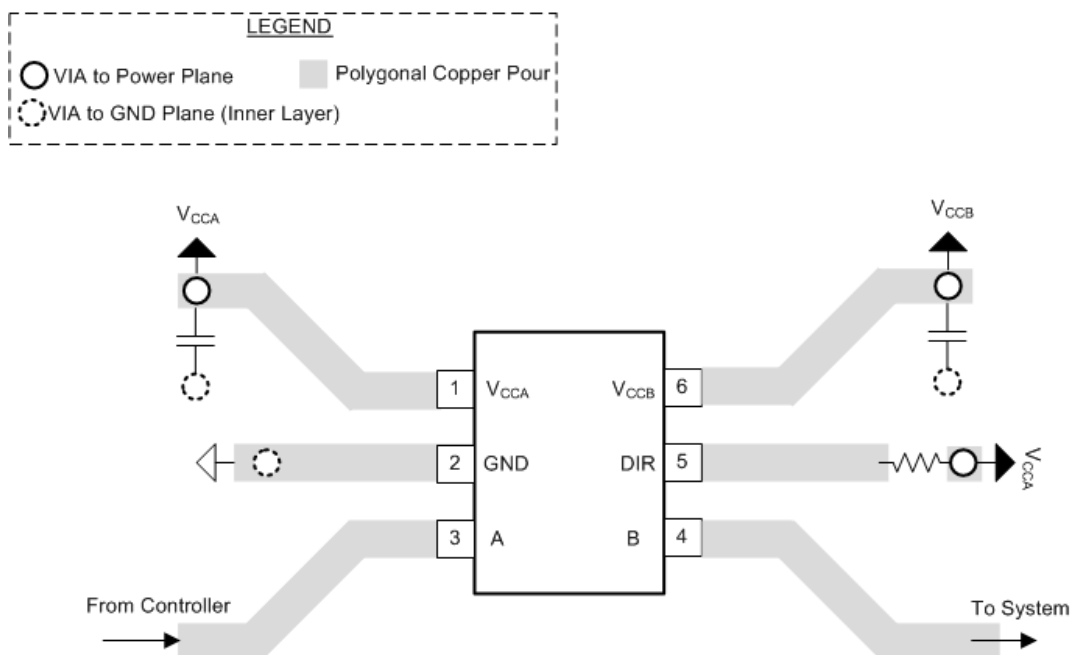 LEGEND
VIA to Power Plane
Polygonal Copper Pour
VIA to GND Plane (Inner Layer)
VCCA
VCCB
1 VCCA VCCB 6
2 GND DIR 5
VCCA
3 A B 4
From Controller
To System